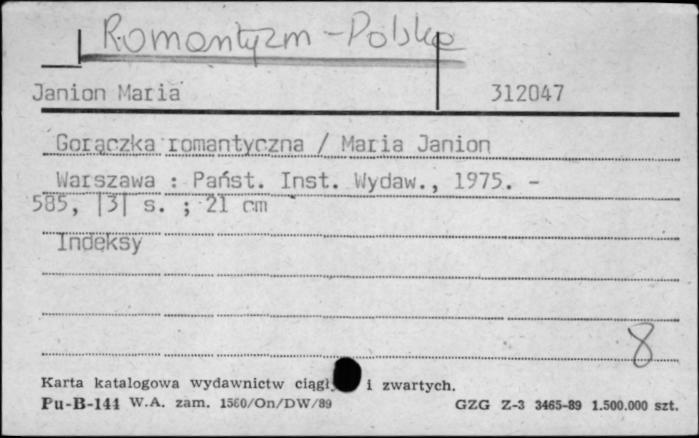 Romantyzm - Polska
Janion Maria 312047
Gorączka romantyczna / Maria Janion
Warszawa : Państ. Inst. Wydaw., 1975. -
585, |3| s. ; 21 cm
Indeksy
8
Karta katalogowa wydawnictw ciągł i zwartych.
Pu-B-144 W.A. zam. 1560/On/DW/89 GZG Z-3 3465-89 1.500.000 szt.